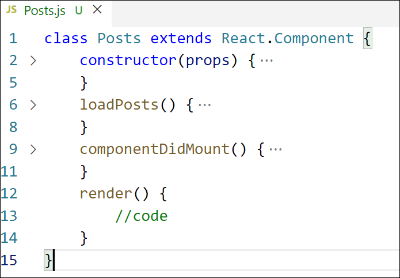 JS Posts.js U ×
1 class Posts extends React.Component {
2 > constructor(props) {···
5 }
6 > loadPosts() {···
8 }
9 > componentDidMount() {···
11 }
12 render() {
13 //code
14 }
15 }